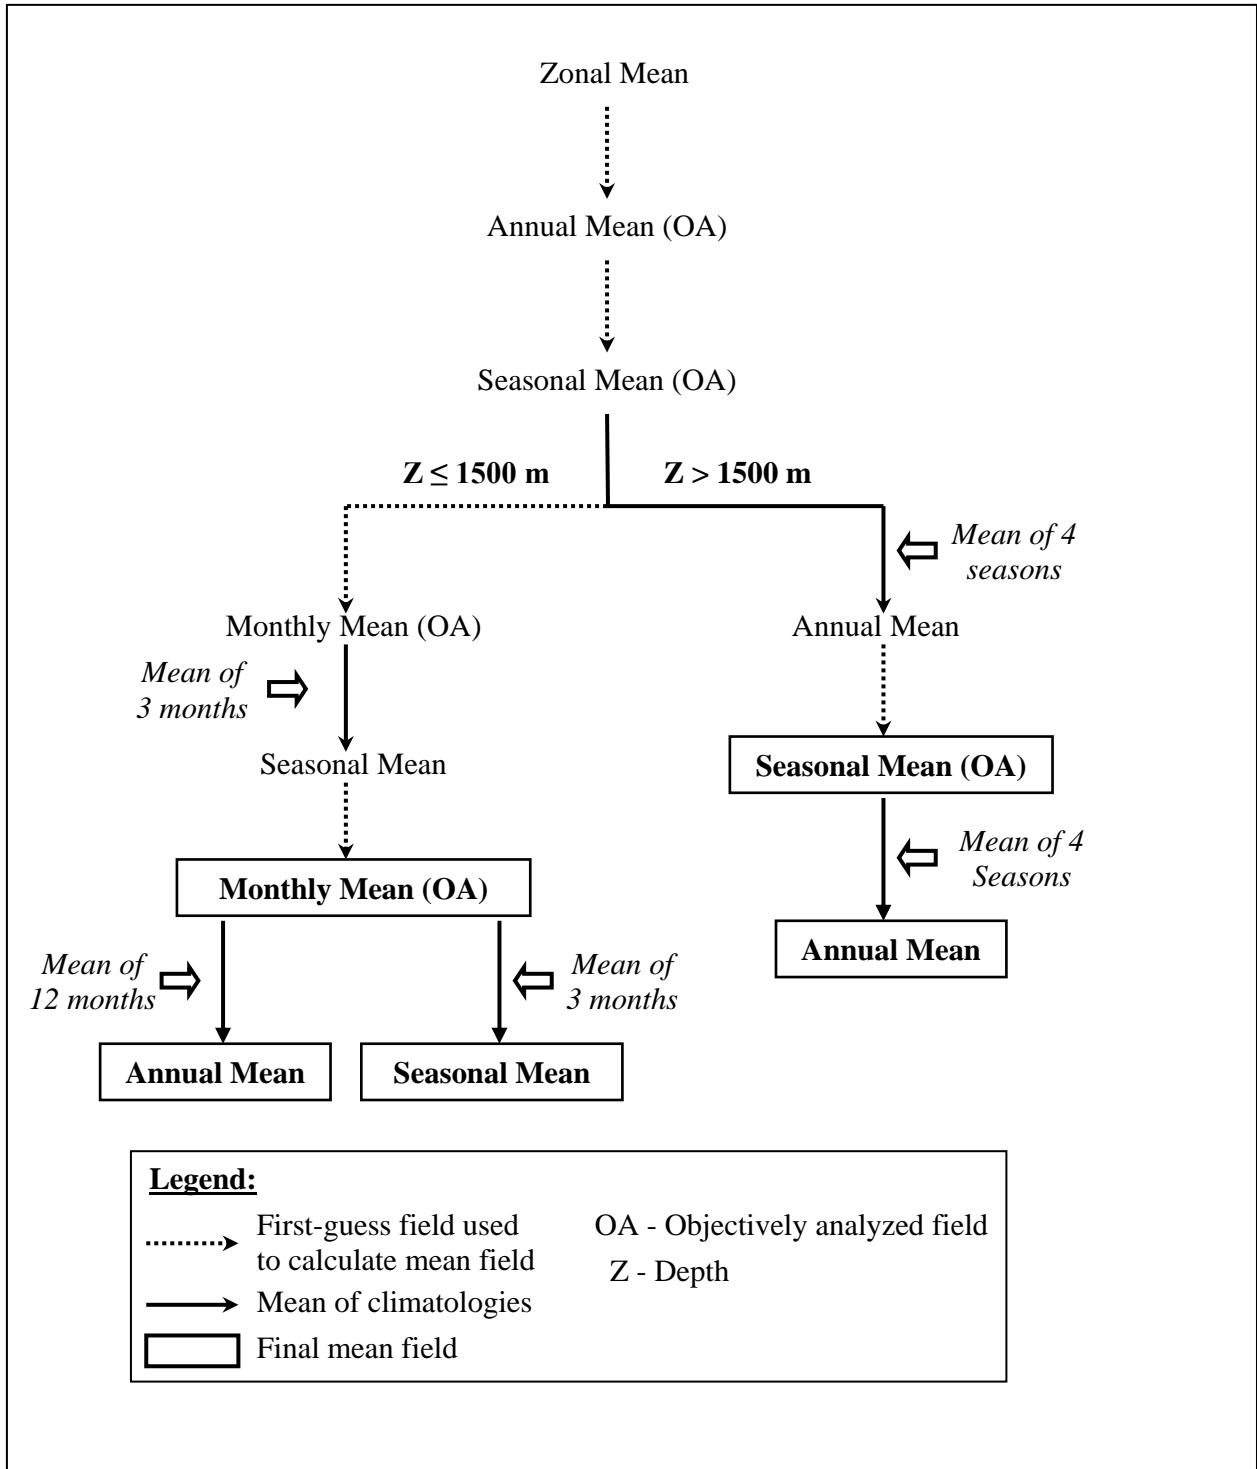 Zonal Mean
Annual Mean (OA)
Seasonal Mean (OA)
Z ≤ 1500 m
Z > 1500 m
Mean of 4
seasons
Monthly Mean (OA)
Annual Mean
Mean of
3 months
Seasonal Mean
Seasonal Mean (OA)
Mean of 4
Seasons
Monthly Mean (OA)
Annual Mean
Mean of
12 months
Mean of
3 months
Annual Mean
Seasonal Mean
Legend:
First-guess field used
to calculate mean field
OA - Objectively analyzed field
Z - Depth
Mean of climatologies
Final mean field